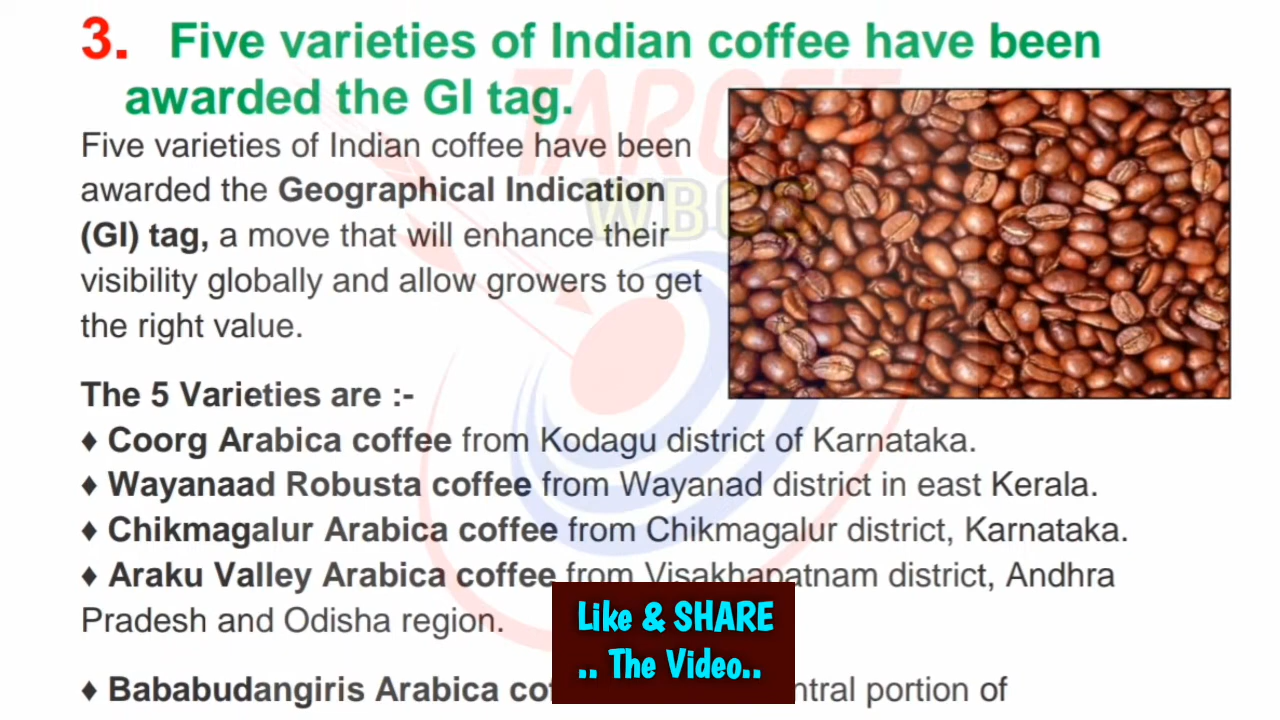 3. Five varieties of Indian coffee have been
awarded the GI tag.
Five varieties of Indian coffee have been
awarded the Geographical Indication
(GI) tag, a move that will enhance their
visibility globally and allow growers to get
the right value.
The 5 Varieties are :-
♦ Coorg Arabica coffee from Kodagu district of Karnataka.
♦ Wayanaad Robusta coffee from Wayanad district in east Kerala.
♦ Chikmagalur Arabica coffee from Chikmagalur district, Karnataka.
♦ Araku Valley Arabica coffee from Visakhapatnam district, Andhra
Pradesh and Odisha region.
♦ Bababudangiris Arabica portion of
Like & SHARE
.. The Video..
TARGET
WBCS